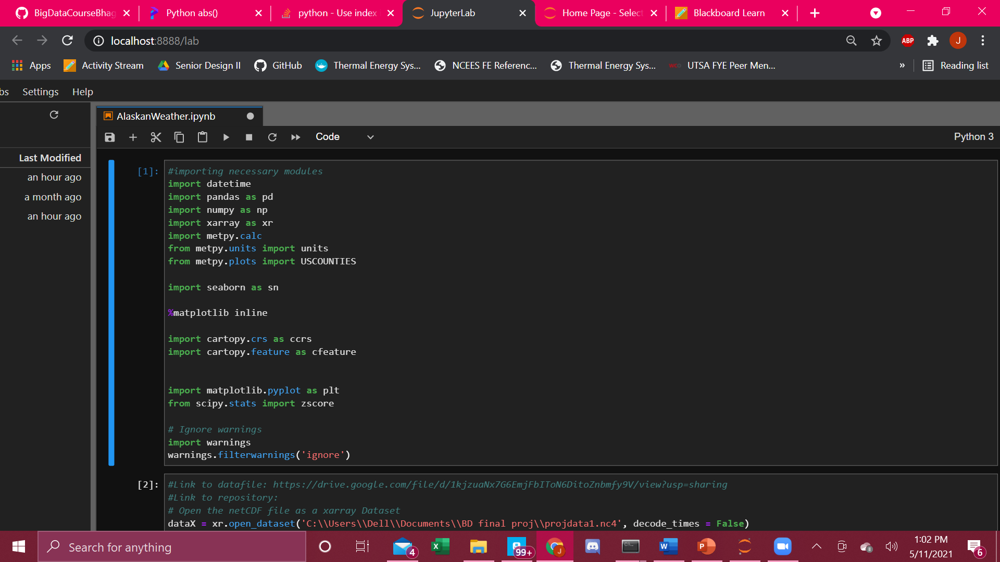 BigDataCourseBhag
Python abs()
python - Use index
JupyterLab
Home Page - Select
Blackboard Learn
localhost:8888/lab
ABP
J
Apps
Activity Stream
Senior Design II
GitHub
Thermal Energy Sys...
NCEES FE Referenc...
Thermal Energy Sys...
UTSA FYE Peer Men...
»
Reading list
bs Settings Help
AlaskanWeather.ipynb
Code
Python 3
Last Modified
an hour ago
a month ago
an hour ago
[1]:
#importing necessary modules
import datetime
import pandas as pd
import numpy as np
import xarray as xr
import metpy.calc
from metpy.units import units
from metpy.plots import USCOUNTIES
import seaborn as sn
%matplotlib inline
import cartopy.crs as ccrs
import cartopy.feature as cfeature
import matplotlib.pyplot as plt
from scipy.stats import zscore
# Ignore warnings
import warnings
warnings.filterwarnings('ignore')
[2]:
#Link to datafile: https://drive.google.com/file/d/1kjzuaNx7G6EmjFbIToN6DitoZnbmfy9V/view?usp=sharing
#Link to repository:
# Open the netCDF file as a xarray Dataset
dataX = xr.open_dataset('C:\\Users\\Dell\\Documents\\BD final proj\\projdata1.nc4', decode_times = False)
Search for anything
4
99+
J
1:02 PM
5/11/2021
6